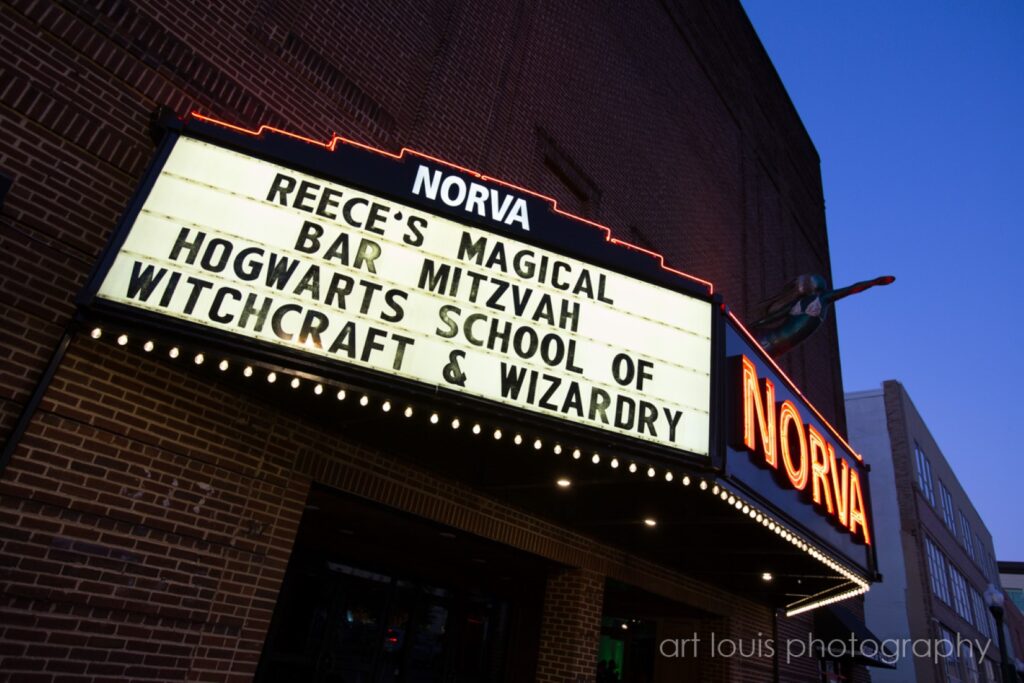 NORVA
REECE'S MAGICAL
BAR MITZVAH
HOGWARTS SCHOOL OF
WITCHCRAFT & WIZARDRY
NORVA
art louis photography